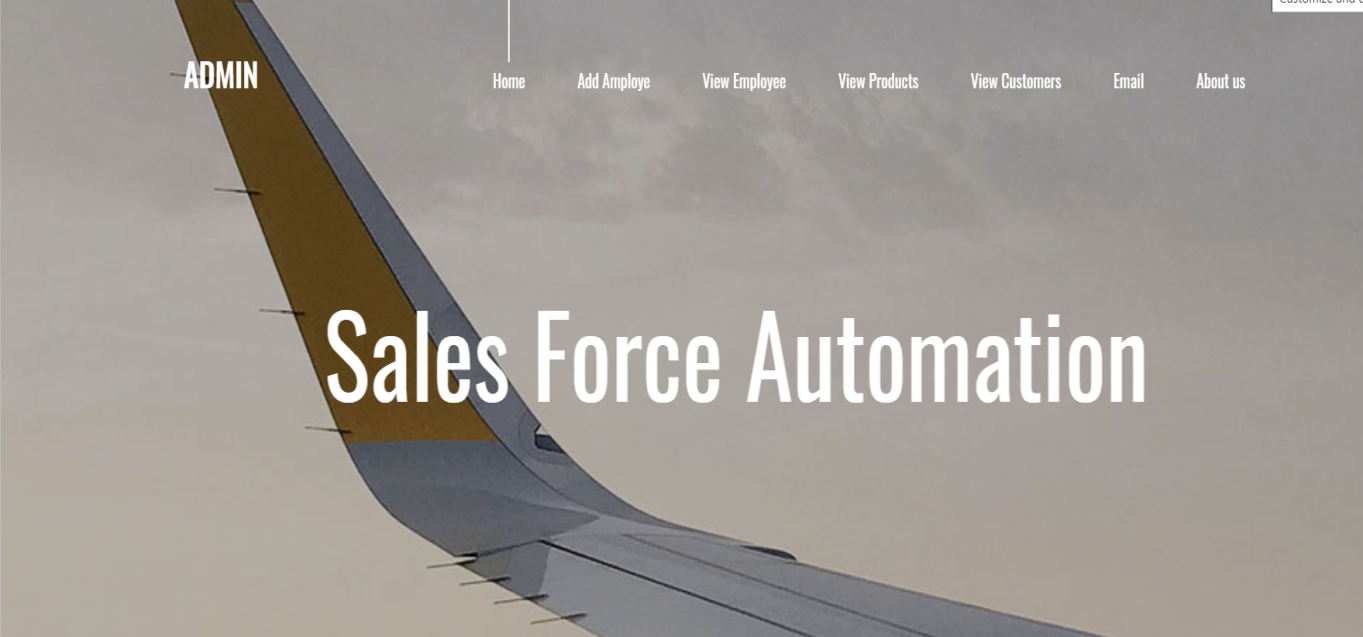 ADMIN
Home Add Amploye View Employee View Products View Customers Email About us
Sales Force Automation